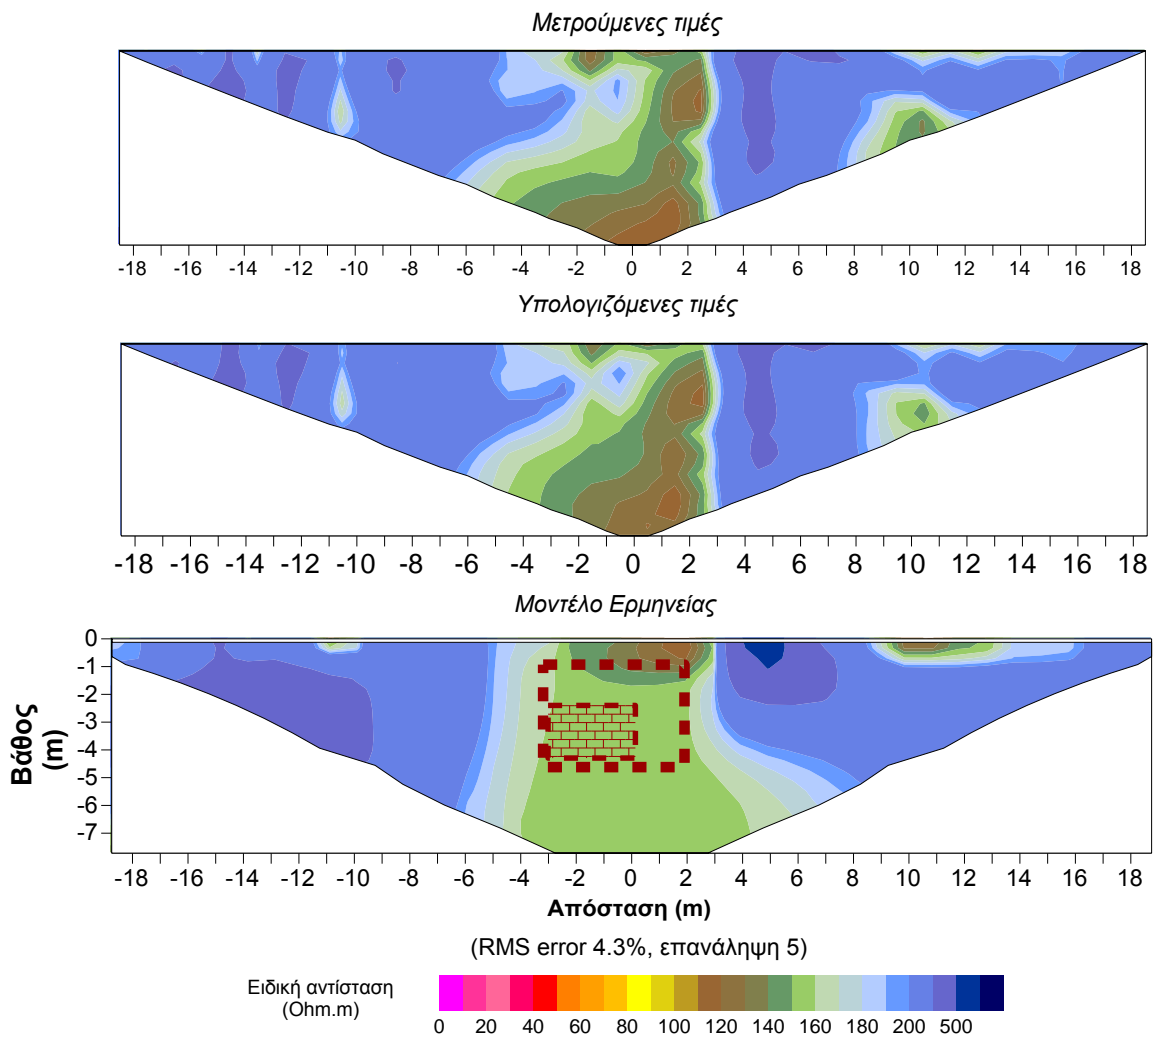 Μετρούμενες τιμές
-18 -16 -14 -12 -10 -8 -6 -4 -2 0 2 4 6 8 10 12 14 16 18
Υπολογιζόμενες τιμές
-18 -16 -14 -12 -10 -8 -6 -4 -2 0 2 4 6 8 10 12 14 16 18
Μοντέλο Ερμηνείας
0
-1
-2
-3
-4
-5
-6
-7
Βάθος
(m)
-18 -16 -14 -12 -10 -8 -6 -4 -2 0 2 4 6 8 10 12 14 16 18
Απόσταση (m)
(RMS error 4.3%, επανάληψη 5)
Ειδική αντίσταση
(Ohm.m)
0 20 40 60 80 100 120 140 160 180 200 500